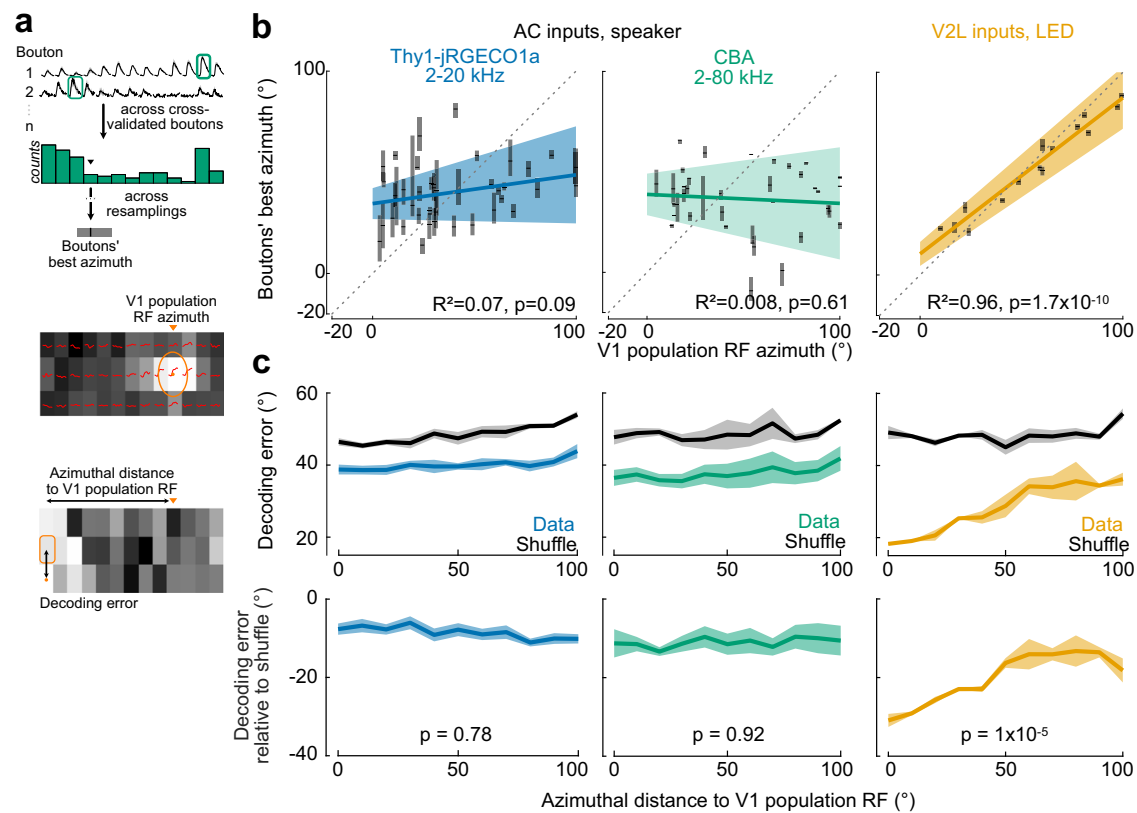 a
Bouton
1
2
n
across cross-
validated boutons
counts
across
resamplings
Boutons'
best azimuth
V1 population
RF azimuth
Azimuthal distance
to V1 population RF
Decoding error
b
AC inputs, speaker
V2L inputs, LED
Thy1-jRGECO1a
2-20 kHz
CBA
2-80 kHz
Boutons' best azimuth (°)
100
0
-20
R²=0.07, p=0.09
R²=0.008, p=0.61
R²=0.96, p=1.7x10⁻¹⁰
-20
0
100
-20
0
100
-20
0
100
V1 population RF azimuth (°)
c
Decoding error (°)
60
40
20
Data
Shuffle
Data
Shuffle
Data
Shuffle
0
50
100
0
50
100
0
50
100
Decoding error
relative to shuffle (°)
0
-20
-40
p = 0.78
p = 0.92
p = 1x10⁻⁵
0
50
100
0
50
100
0
50
100
Azimuthal distance to V1 population RF (°)